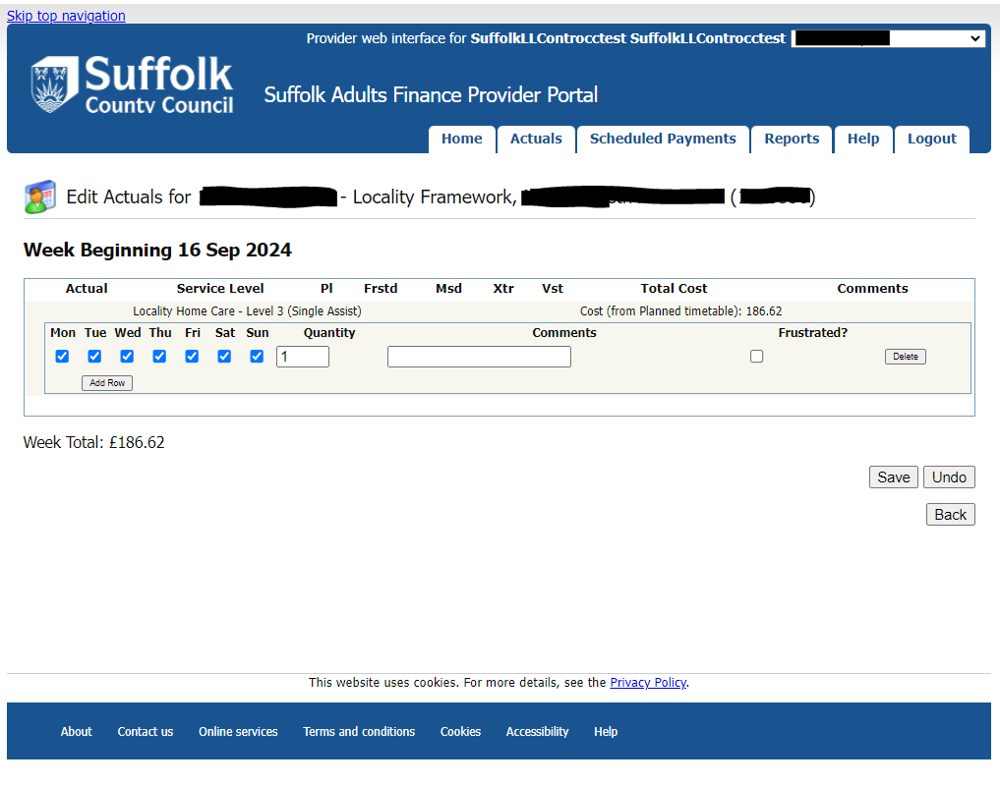 Skip top navigation
Provider web interface for SuffolkLLControcctest SuffolkLLControcctest
Suffolk
County Council
Suffolk Adults Finance Provider Portal
Home Actuals Scheduled Payments Reports Help Logout
Edit Actuals for - Locality Framework, ( )
Week Beginning 16 Sep 2024
Actual Service Level Pl Frstd Msd Xtr Vst Total Cost Comments
Locality Home Care - Level 3 (Single Assist) Cost (from Planned timetable): 186.62
Mon Tue Wed Thu Fri Sat Sun Quantity Comments Frustrated?
1 Delete
Add Row
Week Total: £186.62
Save Undo
Back
This website uses cookies. For more details, see the Privacy Policy.
About Contact us Online services Terms and conditions Cookies Accessibility Help